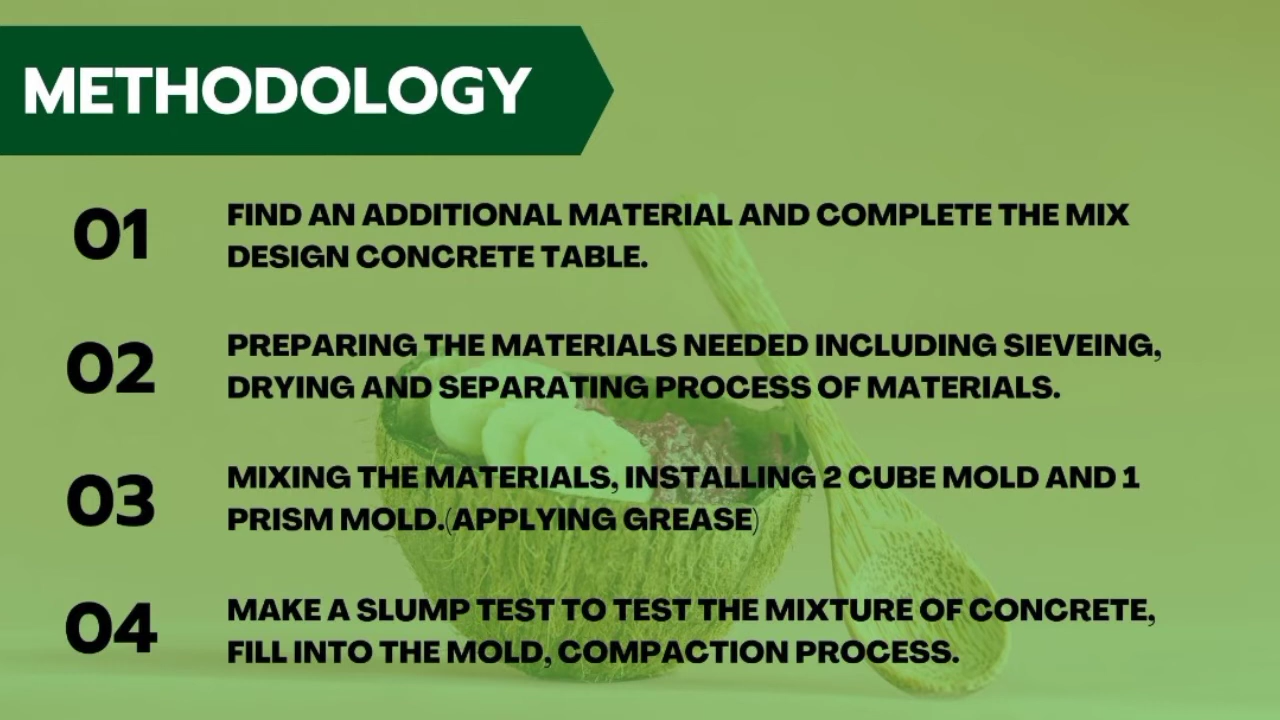 METHODOLOGY
01
FIND AN ADDITIONAL MATERIAL AND COMPLETE THE MIX
DESIGN CONCRETE TABLE.
02
PREPARING THE MATERIALS NEEDED INCLUDING SIEVEING,
DRYING AND SEPARATING PROCESS OF MATERIALS.
03
MIXING THE MATERIALS, INSTALLING 2 CUBE MOLD AND 1
PRISM MOLD.(APPLYING GREASE)
04
MAKE A SLUMP TEST TO TEST THE MIXTURE OF CONCRETE,
FILL INTO THE MOLD, COMPACTION PROCESS.